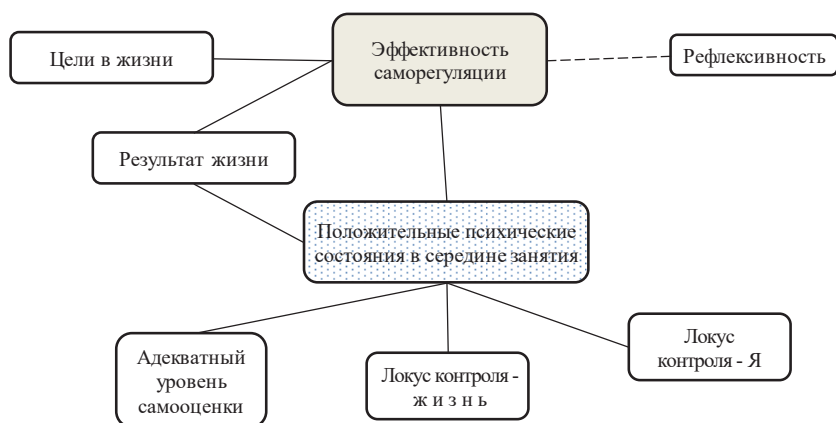 Эффективность
саморегуляции
Цели в жизни
Рефлексивность
Результат жизни
Положительные психические
состояния в середине занятия
Адекватный
уровень
самооценки
Локус контроля -
ж и з н ь
Локус
контроля - Я